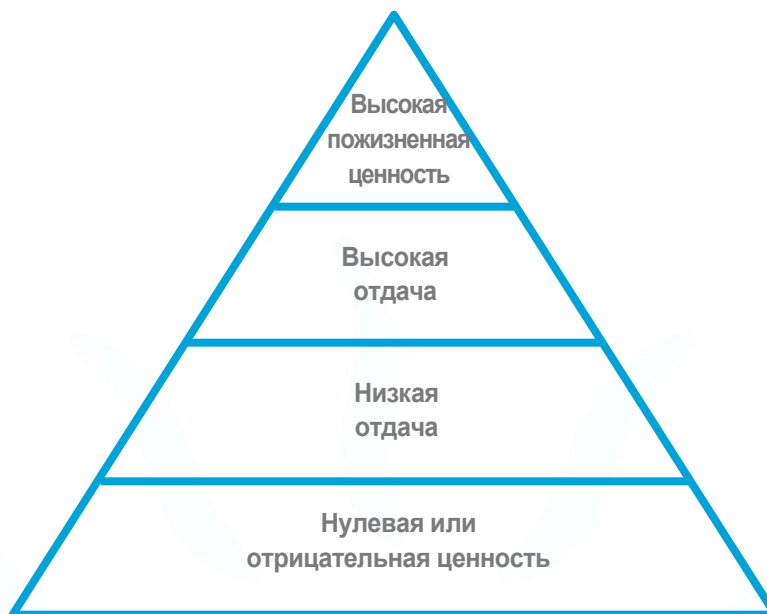 Высокая
пожизненная
ценность
Высокая
отдача
Низкая
отдача
Нулевая или
отрицательная ценность